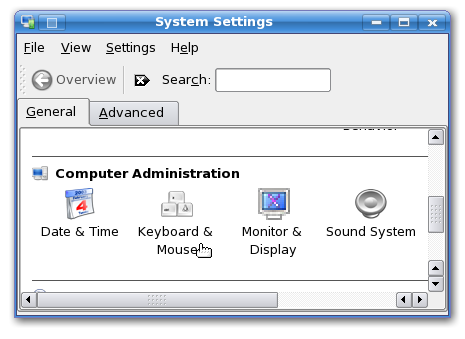 System Settings
File View Settings Help
Overview Search:
General Advanced
Computer Administration
Date & Time Keyboard & Mouse Monitor & Display Sound System